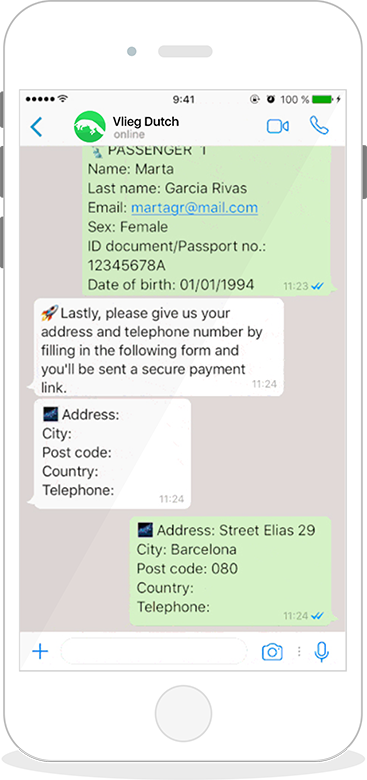 9:41
100 %
Vlieg Dutch
online
PASSENGER 1
Name: Marta
Last name: Garcia Rivas
Email: martagr@mail.com
Sex: Female
ID document/Passport no.:
12345678A
Date of birth: 01/01/1994
11:23
🚀Lastly, please give us your
address and telephone number by
filling in the following form and
you'll be sent a secure payment
link.
11:24
Address:
City:
Post code:
Country:
Telephone:
11:24
Address: Street Elias 29
City: Barcelona
Post code: 080
Country:
Telephone:
11:24